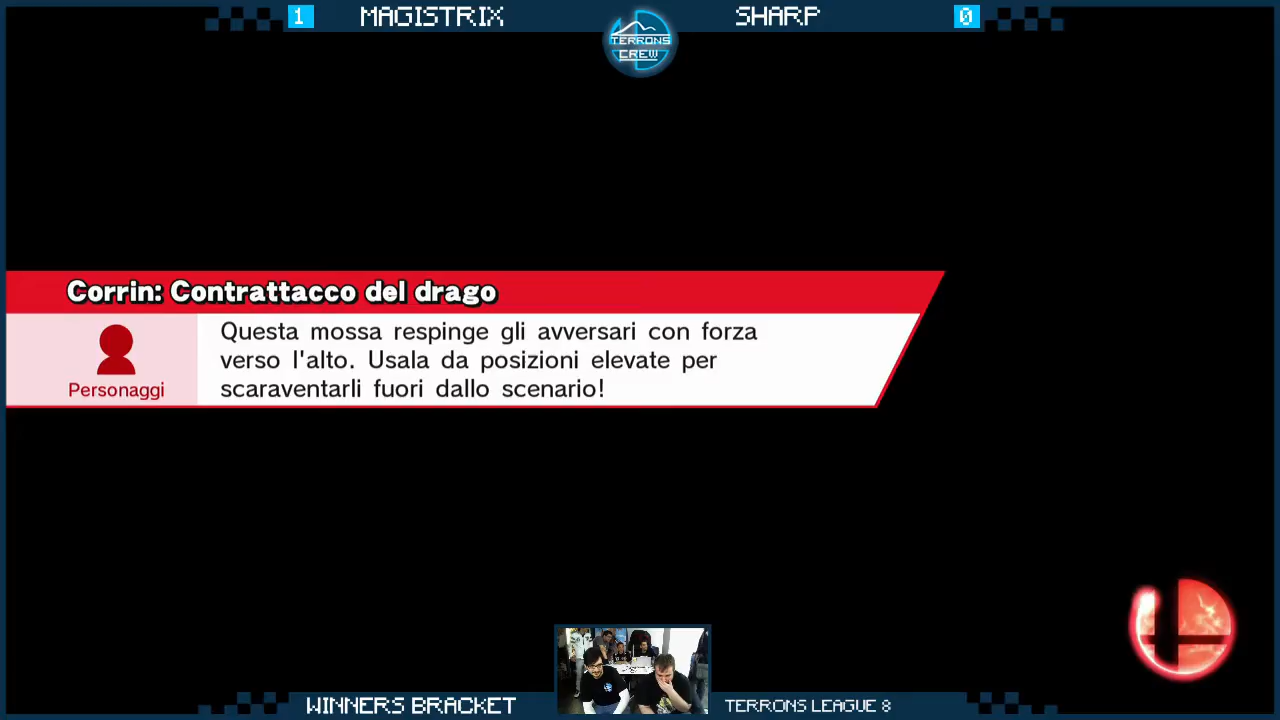 1 MAGISTRIX SHARP 0
TERRONS
CREW
Corrin: Contrattacco del drago
Questa mossa respinge gli avversari con forza
verso l'alto. Usala da posizioni elevate per
scaraventarli fuori dallo scenario!
Personaggi
WINNERS BRACKET TERRONS LEAGUE 8